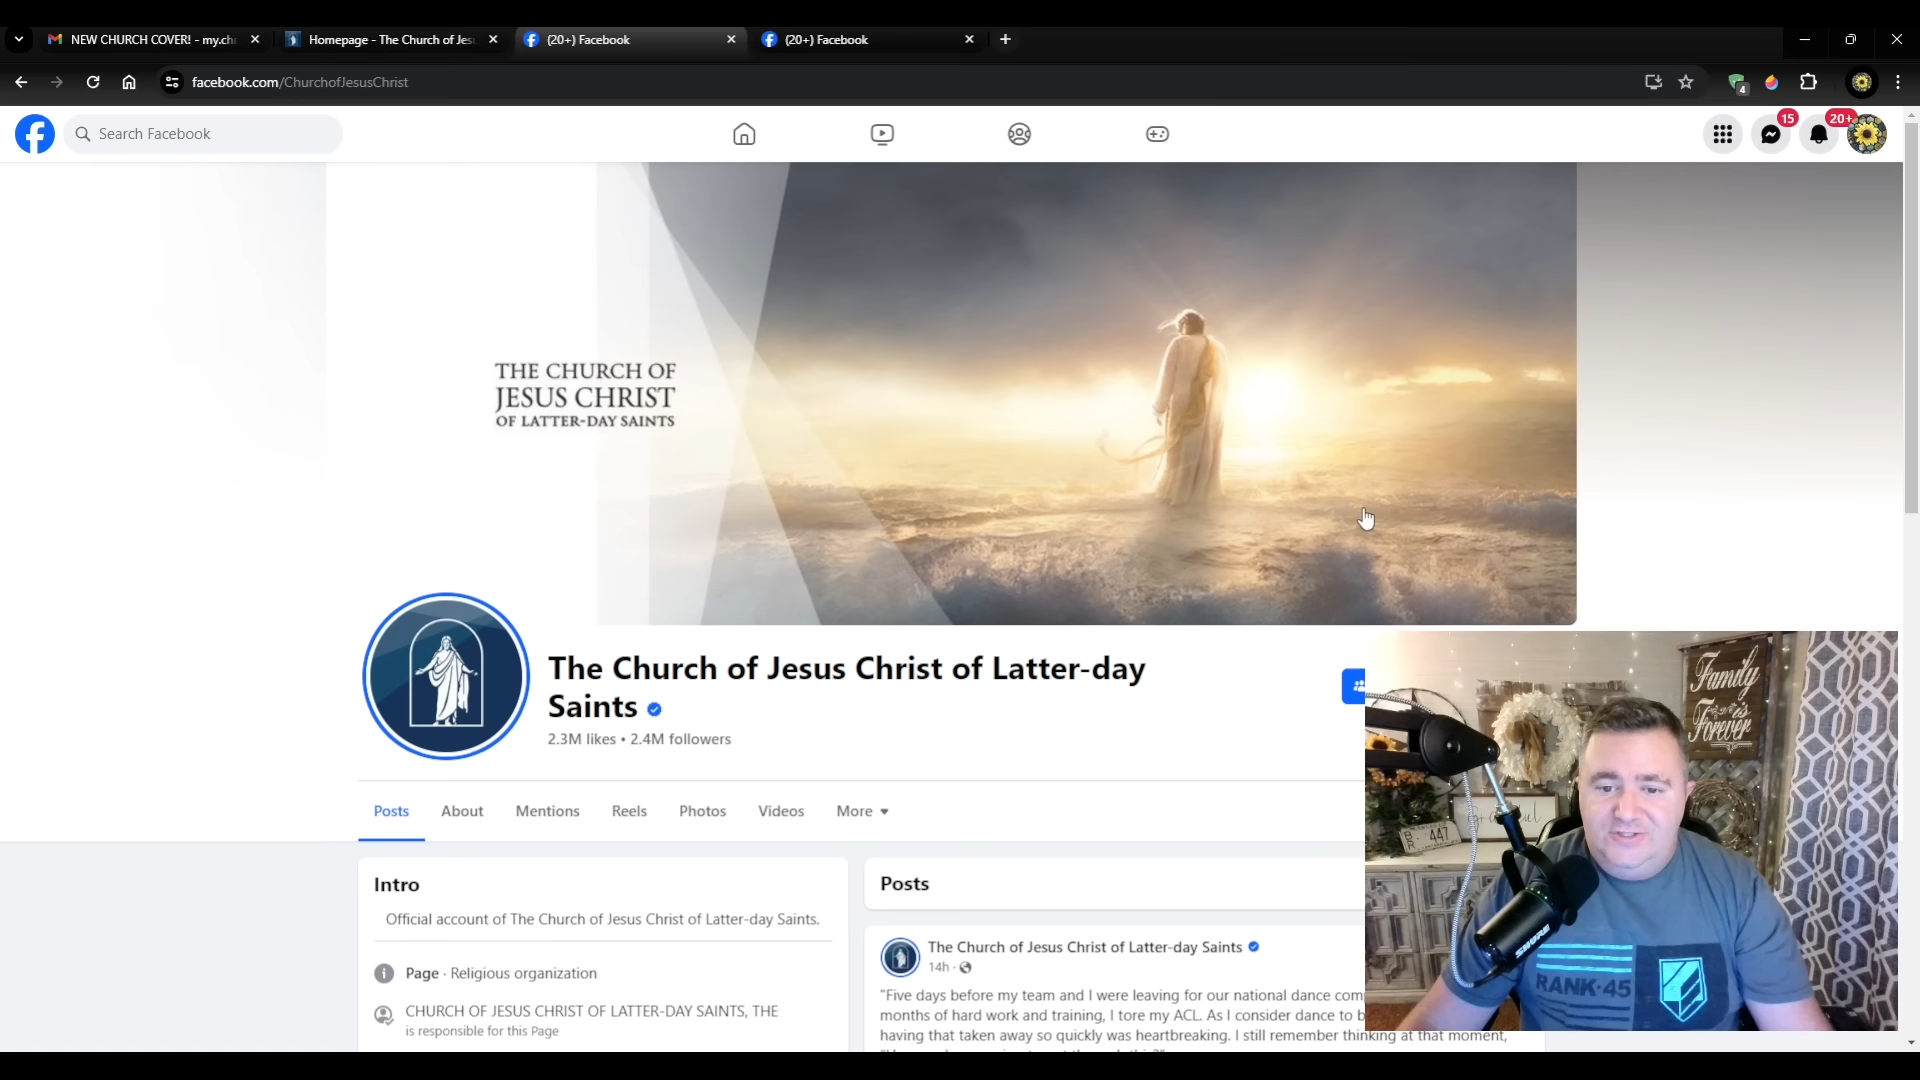 NEW CHURCH COVER! - my.ch
Homepage - The Church of Jes
(20+) Facebook
(20+) Facebook
facebook.com/ChurchofJesusChrist
4
Search Facebook
15
20+
THE CHURCH OF
JESUS CHRIST
OF LATTER-DAY SAINTS
The Church of Jesus Christ of Latter-day
Saints
2.3M likes • 2.4M followers
Posts
About
Mentions
Reels
Photos
Videos
More
Intro
Official account of The Church of Jesus Christ of Latter-day Saints.
Page · Religious organization
CHURCH OF JESUS CHRIST OF LATTER-DAY SAINTS, THE
is responsible for this Page
Posts
The Church of Jesus Christ of Latter-day Saints
14h ·
"Five days before my team and I were leaving for our national dance com
months of hard work and training, I tore my ACL. As I consider dance to b
having that taken away so quickly was heartbreaking. I still remember thinking at that moment,
Family
is
Forever
447
SHURE
RANK-45